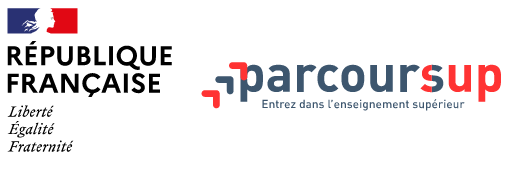 RÉPUBLIQUE
FRANÇAISE
Liberté
Égalité
Fraternité
parcoursup
Entrez dans l'enseignement supérieur